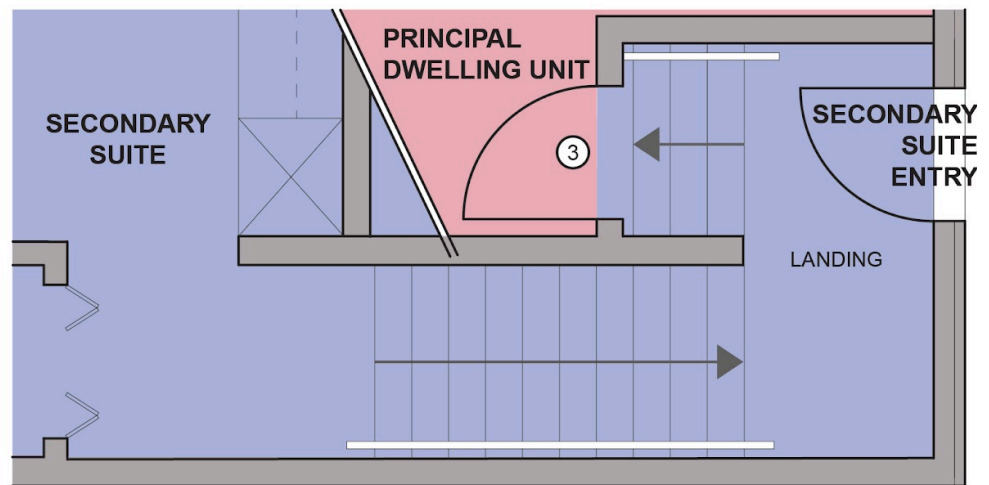 PRINCIPAL
DWELLING UNIT
SECONDARY
SUITE
3
SECONDARY
SUITE
ENTRY
LANDING